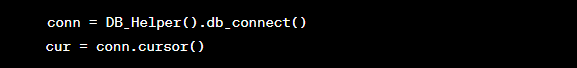 conn = DB_Helper().db_connect()
cur = conn.cursor()